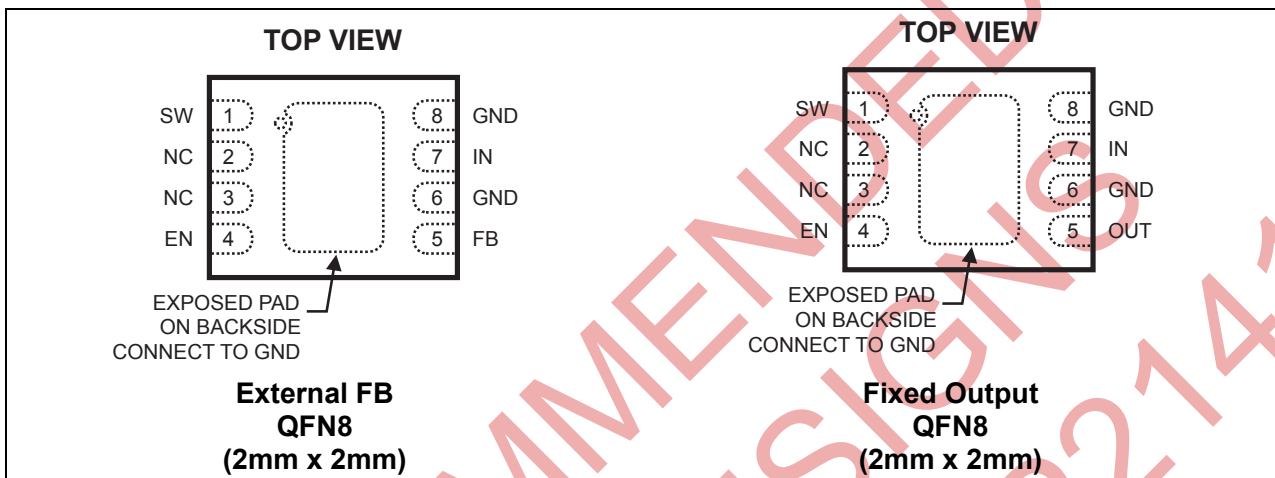 TOP VIEW
SW 1 8 GND
NC 2 7 IN
NC 3 6 GND
EN 4 5 FB
EXPOSED PAD
ON BACKSIDE
CONNECT TO GND
External FB
QFN8
(2mm x 2mm)
TOP VIEW
SW 1 8 GND
NC 2 7 IN
NC 3 6 GND
EN 4 5 OUT
EXPOSED PAD
ON BACKSIDE
CONNECT TO GND
Fixed Output
QFN8
(2mm x 2mm)